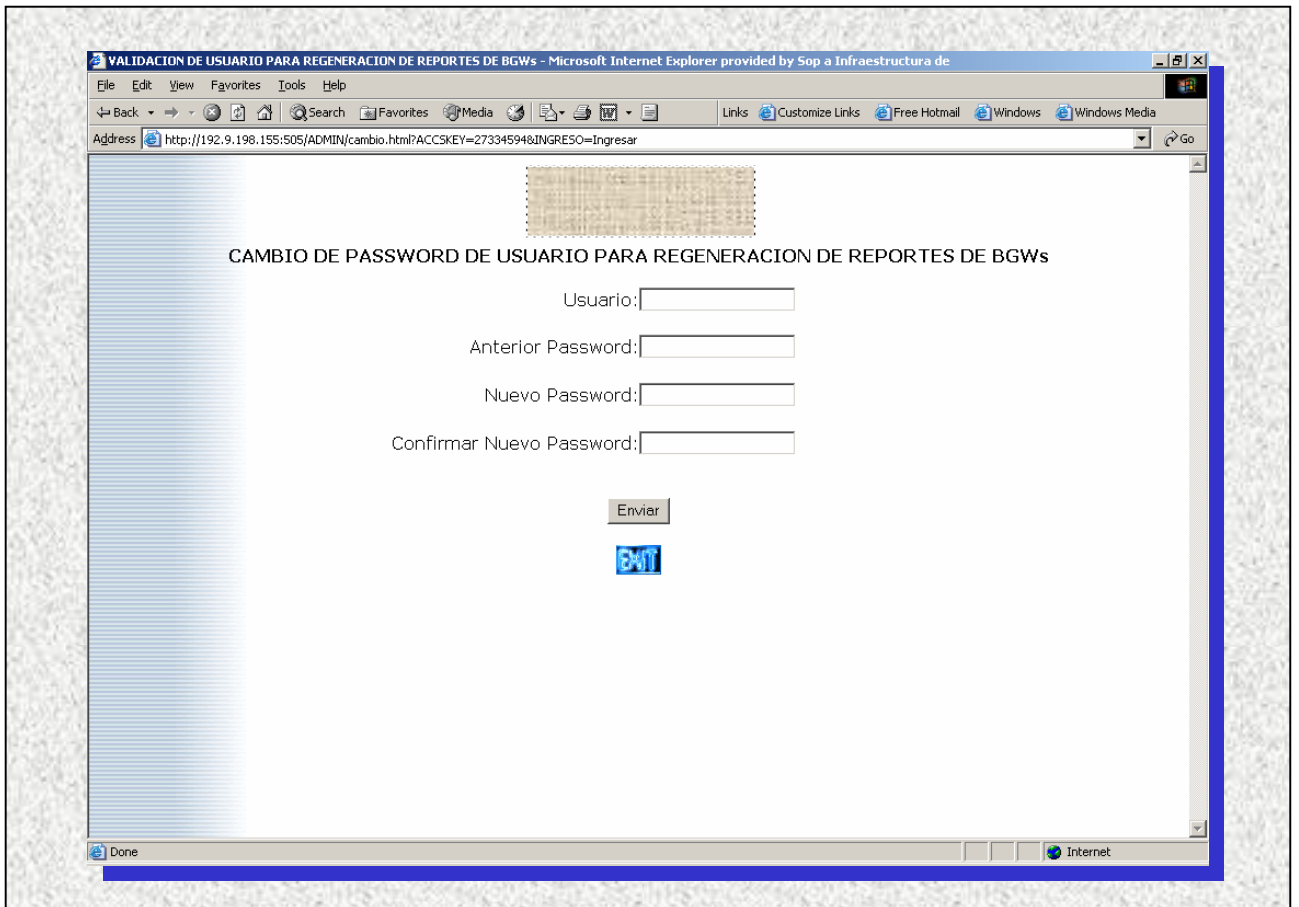 VALIDACION DE USUARIO PARA REGENERACION DE REPORTES DE BGWs - Microsoft Internet Explorer provided by Sop a Infraestructura de
File Edit View Favorites Tools Help
Back Search Favorites Media Links Customize Links Free Hotmail Windows Windows Media
Address http://192.9.198.155:505/ADMIN/cambio.html?ACCSKEY=27334594&INGRESO=Ingresar Go
CAMBIO DE PASSWORD DE USUARIO PARA REGENERACION DE REPORTES DE BGWs
Usuario:
Anterior Password:
Nuevo Password:
Confirmar Nuevo Password:
Enviar
EXIT
Done Internet